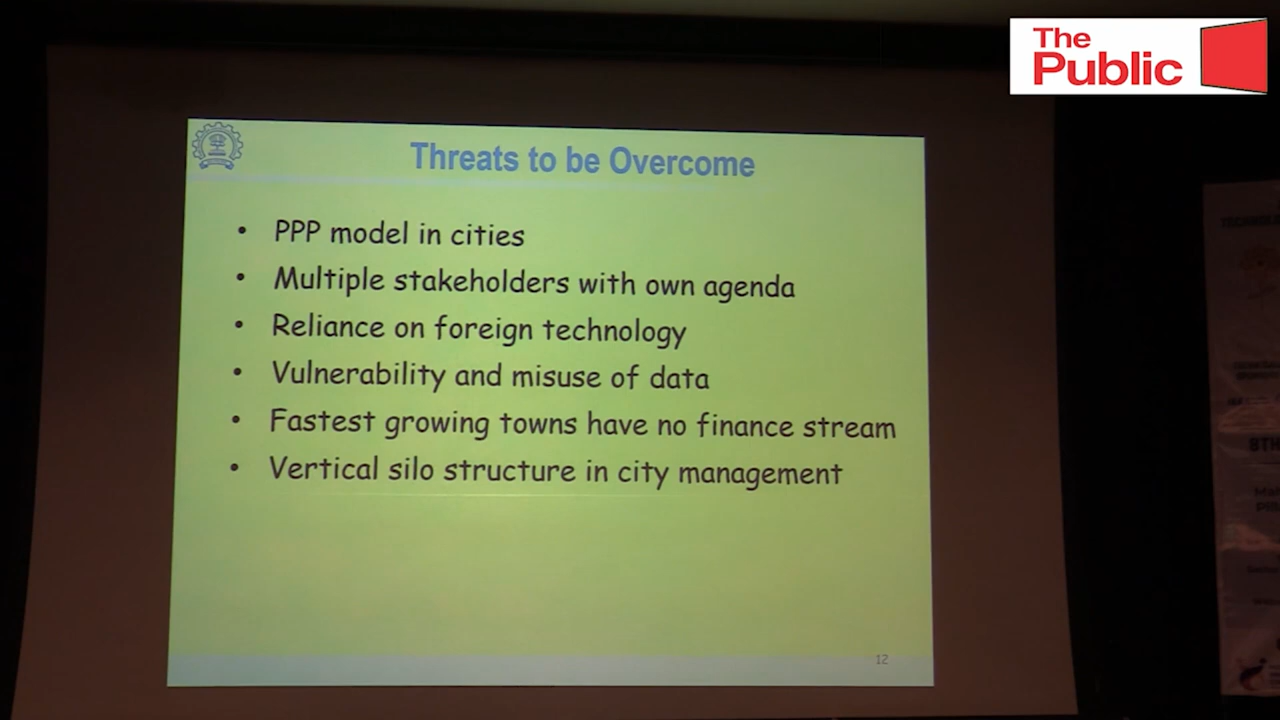 The
Public
Threats to be Overcome
• PPP model in cities
• Multiple stakeholders with own agenda
• Reliance on foreign technology
• Vulnerability and misuse of data
• Fastest growing towns have no finance stream
• Vertical silo structure in city management
12